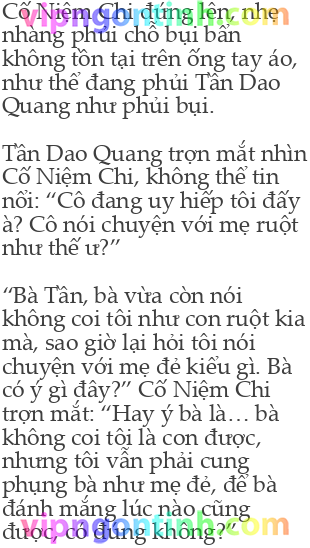 Cố Niệm Chi đứng lên, nhẹ
nhàng phủi chỗ bụi bẩn
không tồn tại trên ống tay áo,
như thể đang phủi Tần Dao
Quang như phủi bụi.
Tần Dao Quang trợn mắt nhìn
Cố Niệm Chi, không thể tin
nổi: “Cô đang uy hiếp tôi đấy
à? Cô nói chuyện với mẹ ruột
như thế ư?”
“Bà Tần, bà vừa còn nói
không coi tôi như con ruột kia
mà, sao giờ lại hỏi tôi nói
chuyện với mẹ đẻ kiểu gì. Bà
có ý gì đây?” Cố Niệm Chi
trợn mắt: “Hay ý bà là… bà
không coi tôi là con được,
nhưng tôi vẫn phải cung
phụng bà như mẹ đẻ, để bà
đánh mắng lúc nào cũng
được, có đúng không?”
vipngontinh.com
vipngontinh.com
vipngontinh.com